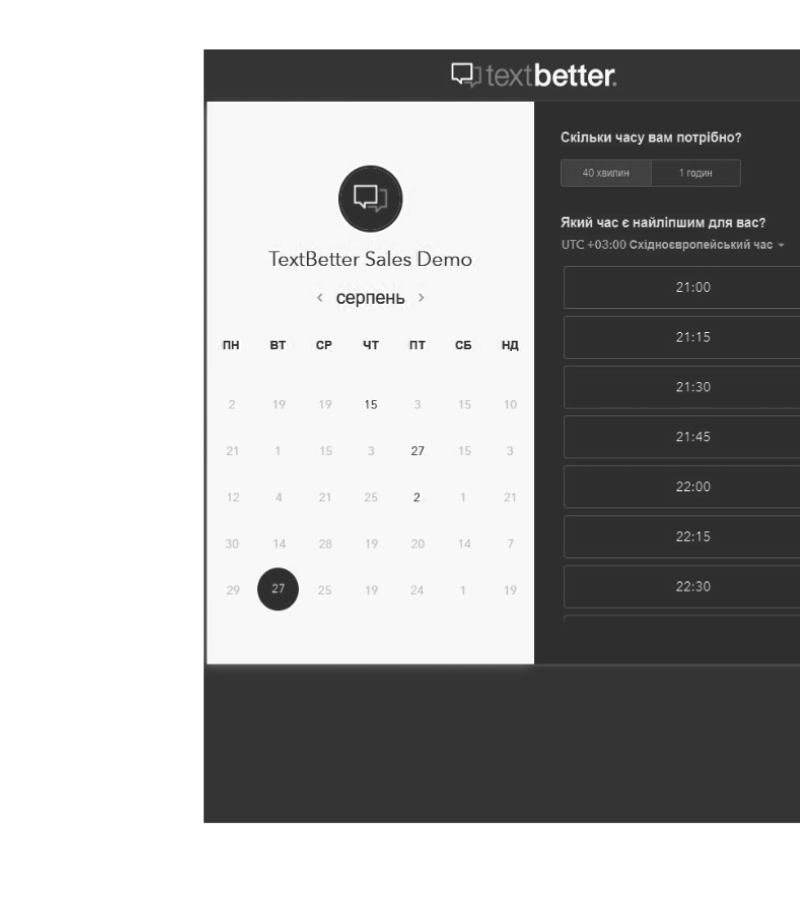 textbetter.
TextBetter Sales Demo
< серпень >
ПН ВТ СР ЧТ ПТ СБ НД
2 19 19 15 3 15 10
21 1 15 3 27 15 3
12 4 21 25 2 1 21
30 14 28 19 20 14 7
29 27 25 19 24 1 19
Скільки часу вам потрібно?
40 хвилин 1 годин
Який час є найліпшим для вас?
UTC +03:00 Східноєвропейський час
21:00
21:15
21:30
21:45
22:00
22:15
22:30